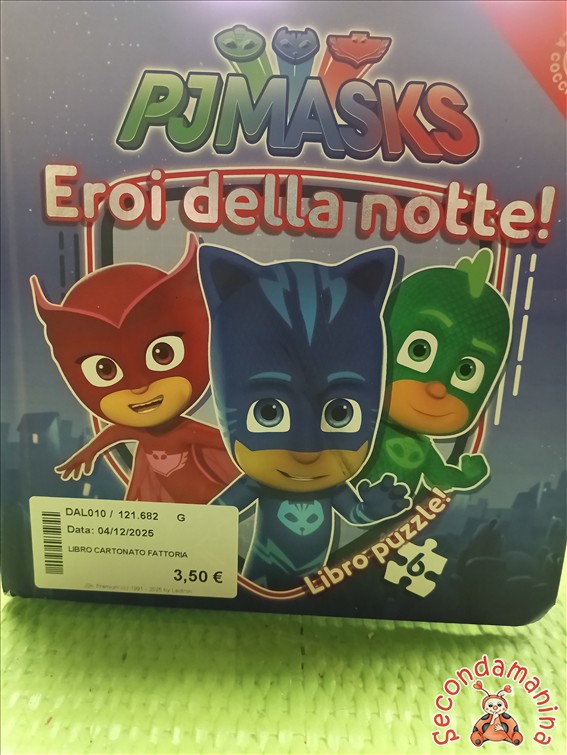 PJMASKS
Eroi della notte!
Libro puzzle!
6
DAL010 / 121.682 G
Data: 04/12/2025
LIBRO CARTONATO FATTORIA
3,50 €
Secondamanina